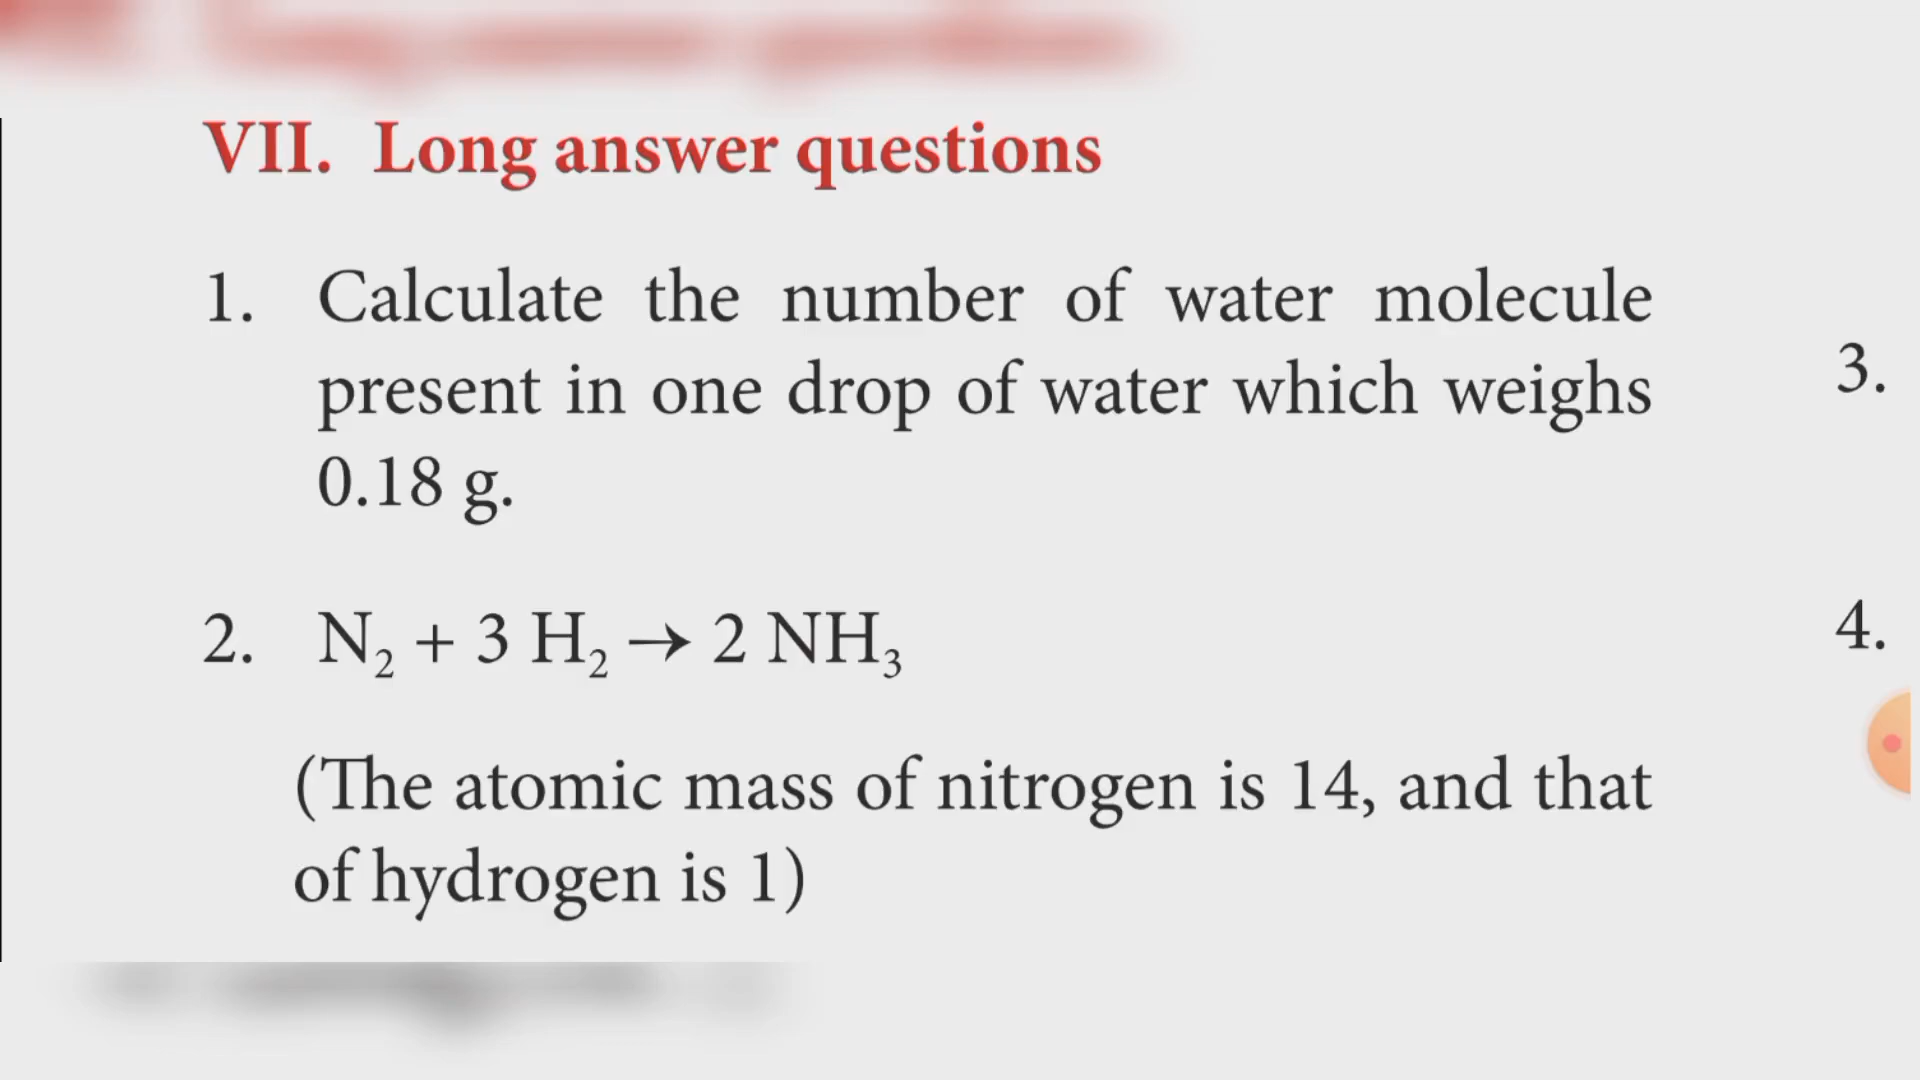 VII. Long answer questions
1. Calculate the number of water molecule
present in one drop of water which weighs
0.18 g.
2. N₂ + 3 H₂ → 2 NH₃
(The atomic mass of nitrogen is 14, and that
of hydrogen is 1)
3.
4.